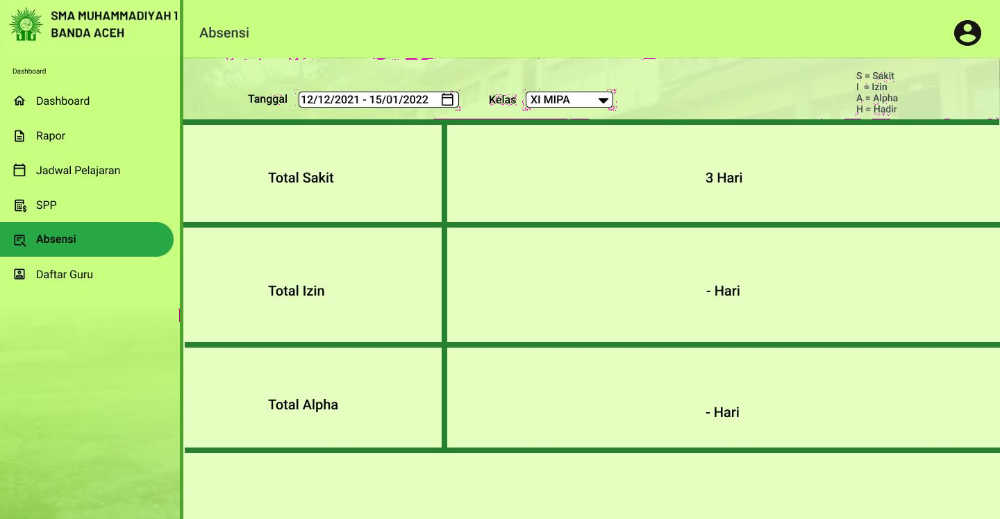 SMA MUHAMMADIYAH 1
BANDA ACEH
Absensi
Dashboard
Dashboard
Rapor
Jadwal Pelajaran
SPP
Absensi
Daftar Guru
Tanggal 12/12/2021 - 15/01/2022 Kelas XI MIPA
S = Sakit
I = Izin
A = Alpha
H = Hadir
Total Sakit 3 Hari
Total Izin - Hari
Total Alpha - Hari